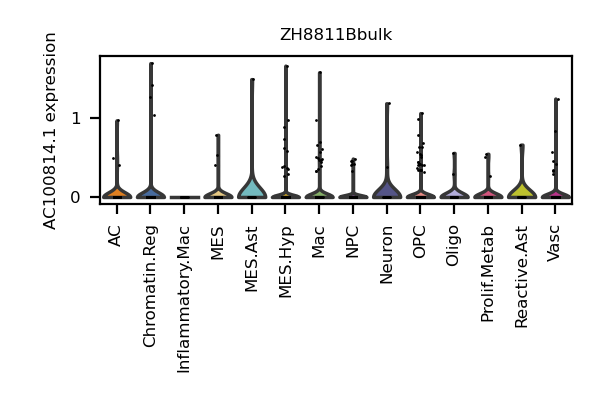 ZH8811Bbulk
AC100814.1 expression
1
0
AC
Chromatin.Reg
Inflammatory.Mac
MES
MES.Ast
MES.Hyp
Mac
NPC
Neuron
OPC
Oligo
Prolif.Metab
Reactive.Ast
Vasc